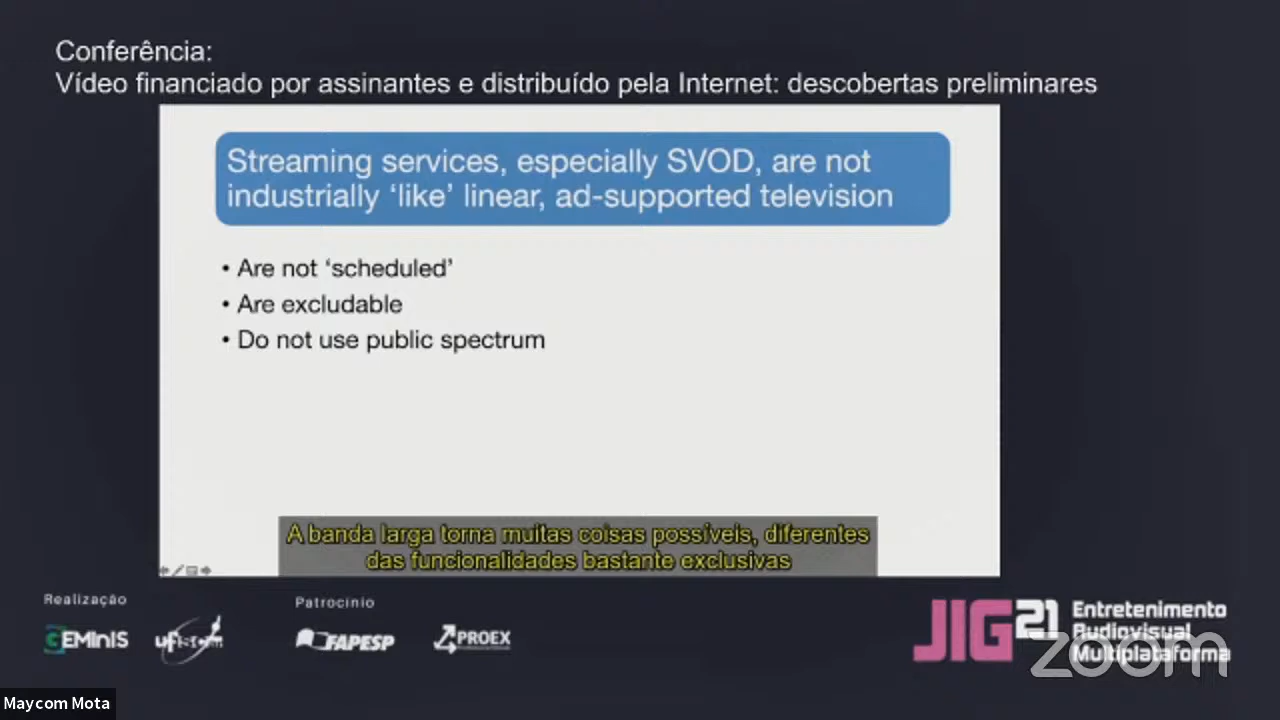 Conferência:
Vídeo financiado por assinantes e distribuído pela Internet: descobertas preliminares
Streaming services, especially SVOD, are not
industrially ‘like’ linear, ad-supported television
• Are not ‘scheduled’
• Are excludable
• Do not use public spectrum
A banda larga torna muitas coisas possíveis, diferentes
das funcionalidades bastante exclusivas
Realização
GEMInIS
Patrocínio
FAPESP
PROEX
JIG21
Entretenimento
Audiovisual
Multiplataforma
zoom
Maycom Mota